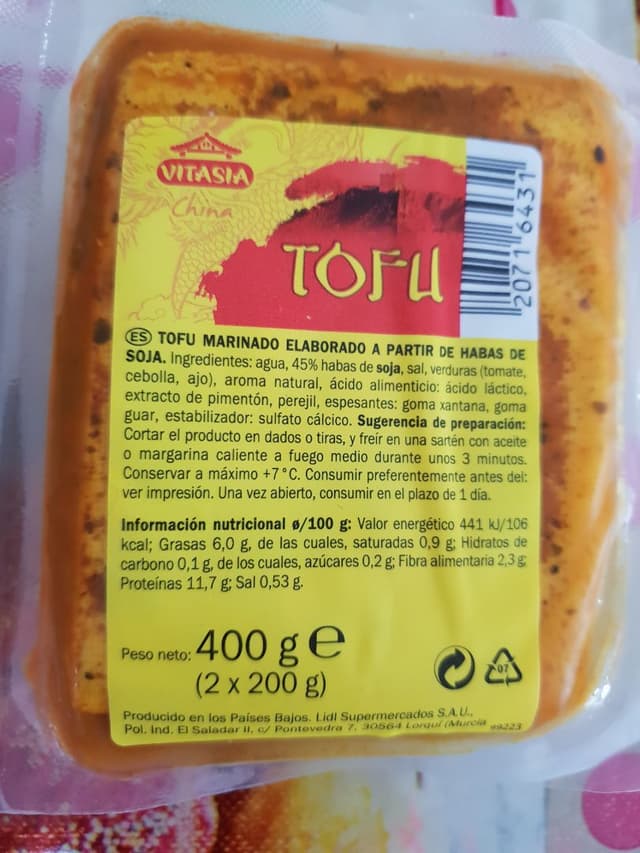 VITASIA
China
TOFU
2071 6431
ES TOFU MARINADO ELABORADO A PARTIR DE HABAS DE
SOJA. Ingredientes: agua, 45% habas de soja, sal, verduras (tomate,
cebolla, ajo), aroma natural, ácido alimenticio: ácido láctico,
extracto de pimentón, perejil, espesantes: goma xantana, goma
guar, estabilizador: sulfato cálcico. Sugerencia de preparación:
Cortar el producto en dados o tiras, y freír en una sartén con aceite
o margarina caliente a fuego medio durante unos 3 minutos.
Conservar a máximo +7°C. Consumir preferentemente antes del:
ver impresión. Una vez abierto, consumir en el plazo de 1 día.
Información nutricional ø/100 g: Valor energético 441 kJ/106
kcal; Grasas 6,0 g, de las cuales, saturadas 0,9 g; Hidratos de
carbono 0,1 g, de los cuales, azúcares 0,2 g; Fibra alimentaria 2,3 g;
Proteínas 11,7 g; Sal 0,53 g.
Peso neto: 400 g e
(2 x 200 g)
07
Producido en los Países Bajos. Lidl Supermercados S.A.U.,
Pol. Ind. El Saladar II, c/ Pontevedra 7, 30564 Lorquí (Murcia 99223